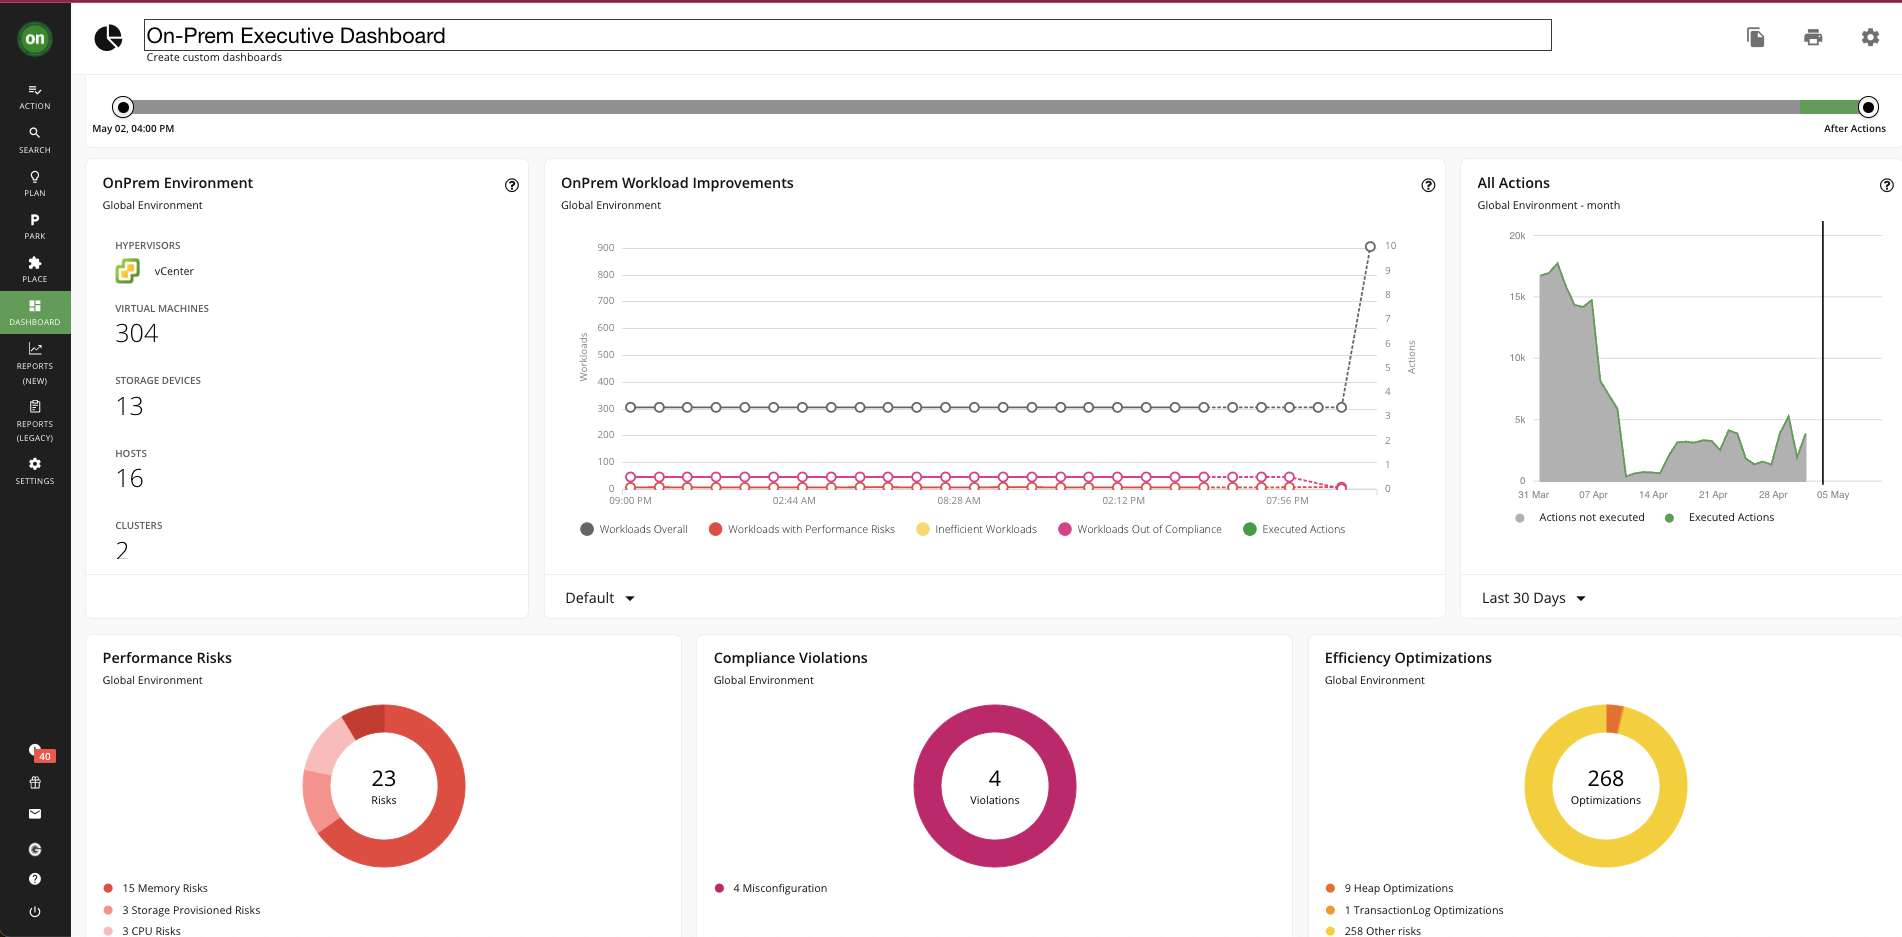 on
On-Prem Executive Dashboard
Create custom dashboards
ACTION
SEARCH
PLAN
P
PARK
PLACE
DASHBOARD
REPORTS
(NEW)
REPORTS
(LEGACY)
SETTINGS
40
May 02, 04:00 PM
After Actions
OnPrem Environment
Global Environment
HYPERVISORS
vCenter
VIRTUAL MACHINES
304
STORAGE DEVICES
13
HOSTS
16
CLUSTERS
2
OnPrem Workload Improvements
Global Environment
Workloads
900
800
700
600
500
400
300
200
100
0
10
9
8
7
6
5
4
3
2
1
0
Actions
09:00 PM 02:44 AM 08:28 AM 02:12 PM 07:56 PM
Workloads Overall Workloads with Performance Risks Inefficient Workloads Workloads Out of Compliance Executed Actions
Default
All Actions
Global Environment - month
20k
15k
10k
5k
0
31 Mar 07 Apr 14 Apr 21 Apr 28 Apr 05 May
Actions not executed Executed Actions
Last 30 Days
Performance Risks
Global Environment
23
Risks
15 Memory Risks
3 Storage Provisioned Risks
3 CPU Risks
Compliance Violations
Global Environment
4
Violations
4 Misconfiguration
Efficiency Optimizations
Global Environment
268
Optimizations
9 Heap Optimizations
1 TransactionLog Optimizations
258 Other risks